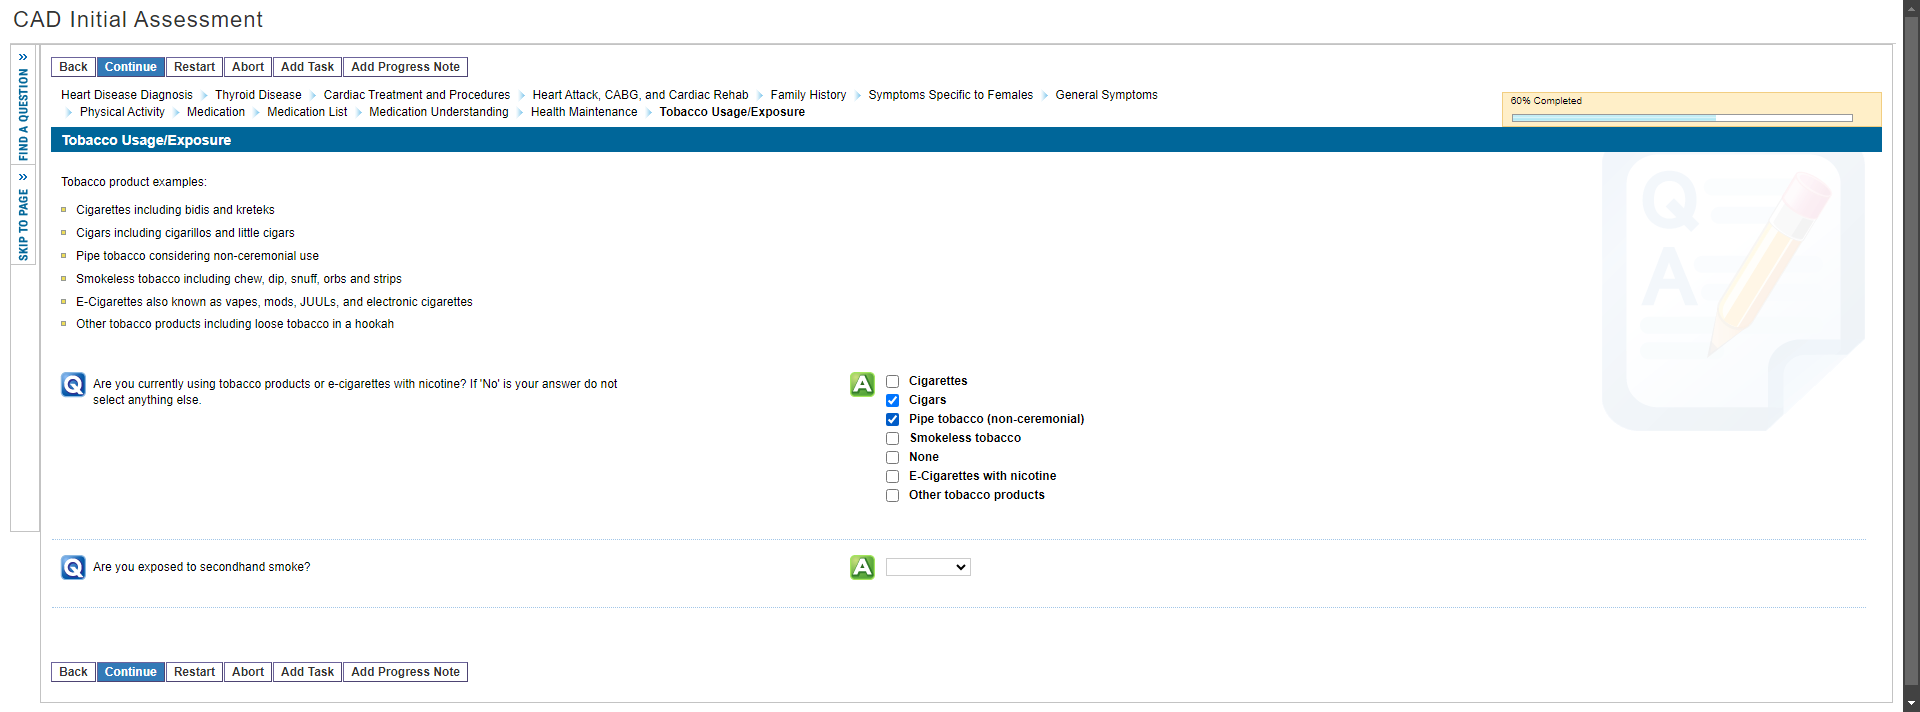 CAD Initial Assessment
FIND A QUESTION
SKIP TO PAGE
Back Continue Restart Abort Add Task Add Progress Note
Heart Disease Diagnosis Thyroid Disease Cardiac Treatment and Procedures Heart Attack, CABG, and Cardiac Rehab Family History Symptoms Specific to Females General Symptoms
Physical Activity Medication Medication List Medication Understanding Health Maintenance Tobacco Usage/Exposure
60% Completed
Tobacco Usage/Exposure
Tobacco product examples:
Cigarettes including bidis and kreteks
Cigars including cigarillos and little cigars
Pipe tobacco considering non-ceremonial use
Smokeless tobacco including chew, dip, snuff, orbs and strips
E-Cigarettes also known as vapes, mods, JUULs, and electronic cigarettes
Other tobacco products including loose tobacco in a hookah
Q
A
Q Are you currently using tobacco products or e-cigarettes with nicotine? If 'No' is your answer do not
select anything else.
A Cigarettes
Cigars
Pipe tobacco (non-ceremonial)
Smokeless tobacco
None
E-Cigarettes with nicotine
Other tobacco products
Q Are you exposed to secondhand smoke?
A
Back Continue Restart Abort Add Task Add Progress Note